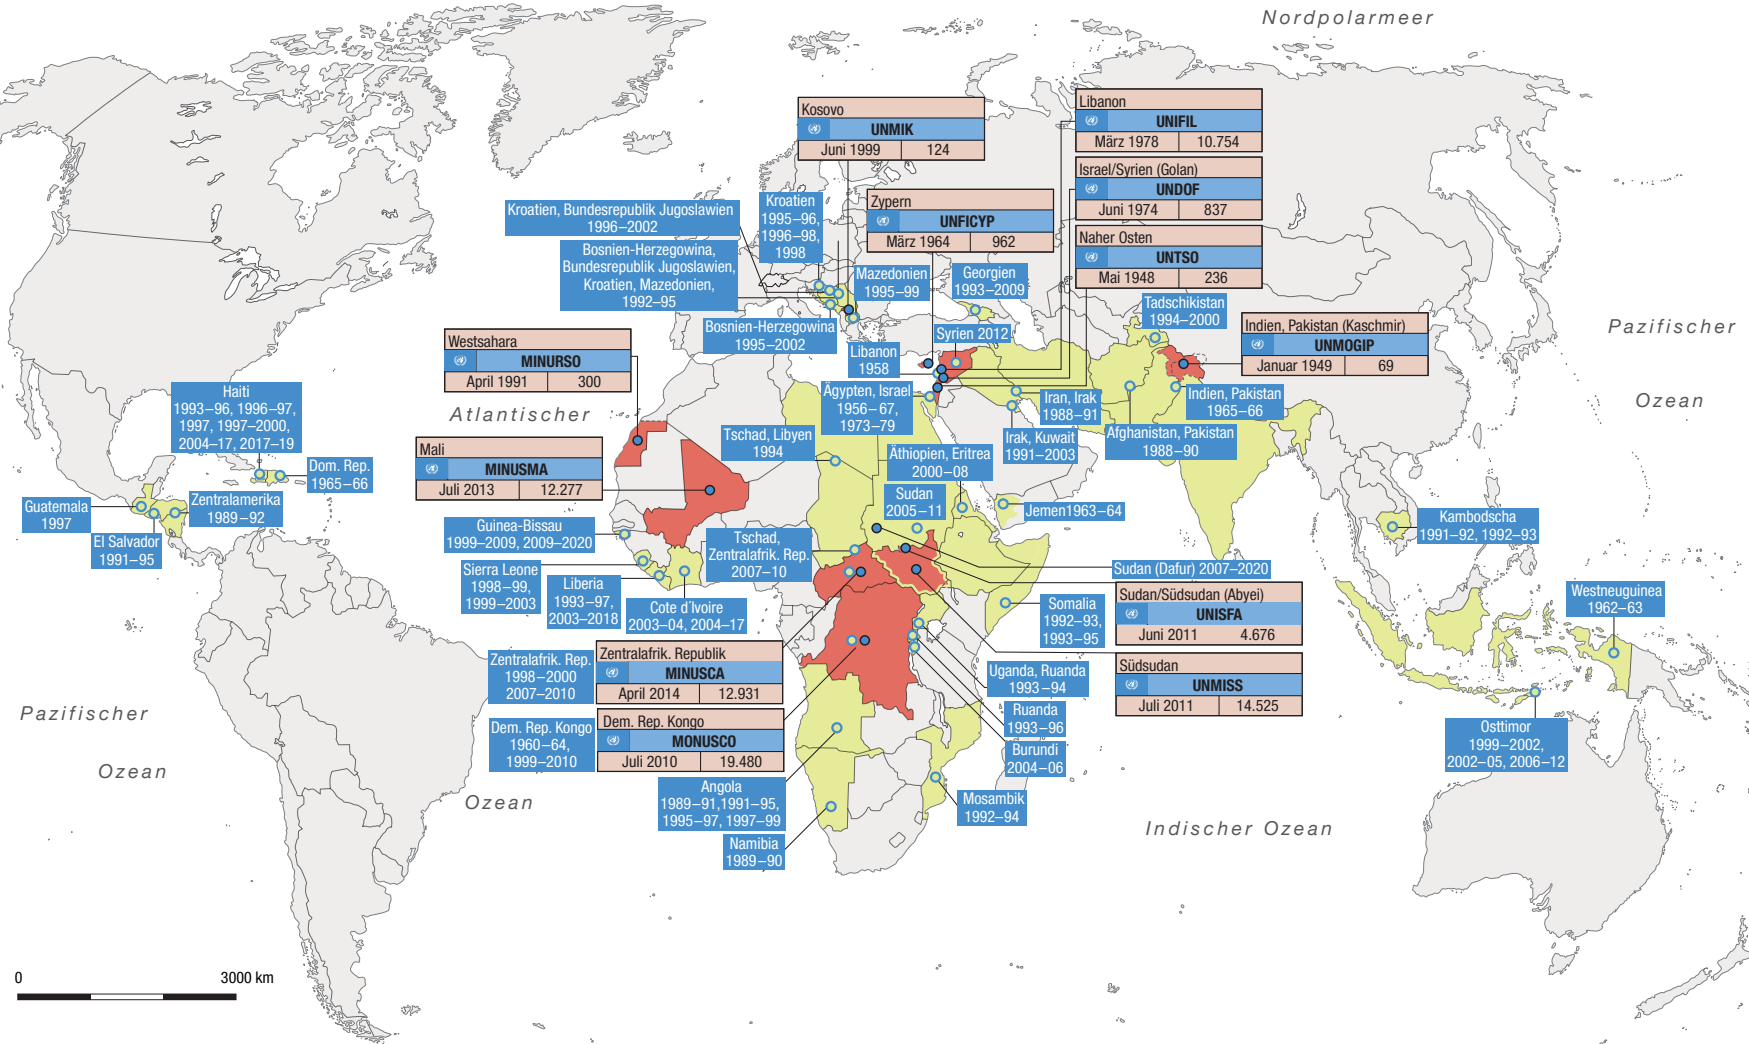 Nordpolarmeer
Kosovo
UNMIK
Juni 1999 124
Libanon
UNIFIL
März 1978 10.754
Israel/Syrien (Golan)
UNDOF
Juni 1974 837
Zypern
UNFICYP
März 1964 962
Naher Osten
UNTSO
Mai 1948 236
Kroatien, Bundesrepublik Jugoslawien
1996–2002
Kroatien
1995–96,
1996–98,
1998
Bosnien-Herzegowina,
Bundesrepublik Jugoslawien,
Kroatien, Mazedonien,
1992–95
Mazedonien
1995–99
Georgien
1993–2009
Tadschikistan
1994–2000
Bosnien-Herzegowina
1995–2002
Syrien 2012
Libanon
1958
Indien, Pakistan (Kaschmir)
UNMOGIP
Januar 1949 69
Pazifischer
Ozean
Westsahara
MINURSO
April 1991 300
Atlantischer
Haiti
1993–96, 1996–97,
1997, 1997–2000,
2004–17, 2017–19
Dom. Rep.
1965–66
Ägypten, Israel
1956–67,
1973–79
Iran, Irak
1988–91
Indien, Pakistan
1965–66
Irak, Kuwait
1991–2003
Afghanistan, Pakistan
1988–90
Tschad, Libyen
1994
Äthiopien, Eritrea
2000–08
Sudan
2005–11
Jemen1963–64
Mali
MINUSMA
Juli 2013 12.277
Guatemala
1997
Zentralamerika
1989–92
El Salvador
1991–95
Guinea-Bissau
1999–2009, 2009–2020
Sierra Leone
1998–99,
1999–2003
Liberia
1993–97,
2003–2018
Cote d´Ivoire
2003–04, 2004–17
Tschad,
Zentralafrik. Rep.
2007–10
Kambodscha
1991–92, 1992–93
Sudan (Dafur) 2007–2020
Sudan/Südsudan (Abyei)
UNISFA
Juni 2011 4.676
Somalia
1992–93,
1993–95
Westneuguinea
1962–63
Zentralafrik. Rep.
1998–2000
2007–2010
Zentralafrik. Republik
MINUSCA
April 2014 12.931
Südsudan
UNMISS
Juli 2011 14.525
Uganda, Ruanda
1993–94
Ruanda
1993–96
Burundi
2004–06
Dem. Rep. Kongo
1960–64,
1999–2010
Dem. Rep. Kongo
MONUSCO
Juli 2010 19.480
Osttimor
1999–2002,
2002–05, 2006–12
Pazifischer
Ozean
Ozean
Angola
1989–91,1991–95,
1995–97, 1997–99
Mosambik
1992–94
Namibia
1989–90
Indischer Ozean
0 3000 km